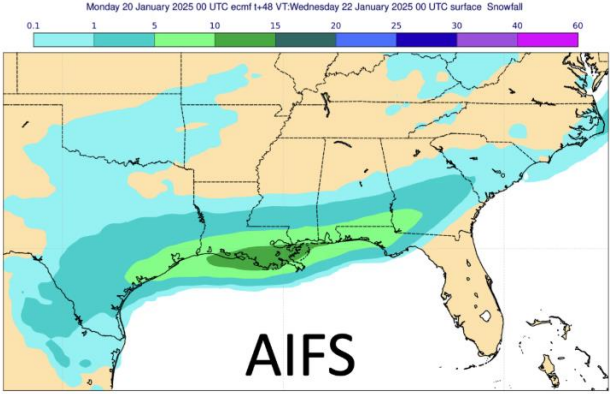 Monday 20 January 2025 00 UTC ecmf t+48 VT:Wednesday 22 January 2025 00 UTC surface Snowfall
0.1 1 5 10 15 20 25 30 40 60
AIFS